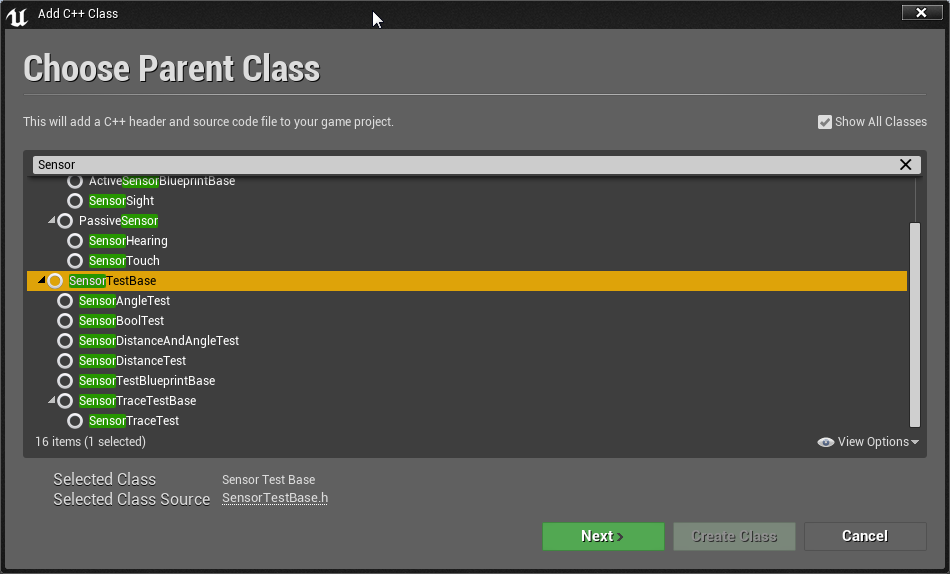 Add C++ Class
Choose Parent Class
This will add a C++ header and source code file to your game project.
Show All Classes
Sensor
ActiveSensorBlueprintBase
SensorSight
PassiveSensor
SensorHearing
SensorTouch
SensorTestBase
SensorAngleTest
SensorBoolTest
SensorDistanceAndAngleTest
SensorDistanceTest
SensorTestBlueprintBase
SensorTraceTestBase
SensorTraceTest
16 items (1 selected)
View Options
Selected Class Sensor Test Base
Selected Class Source SensorTestBase.h
Next >
Create Class
Cancel